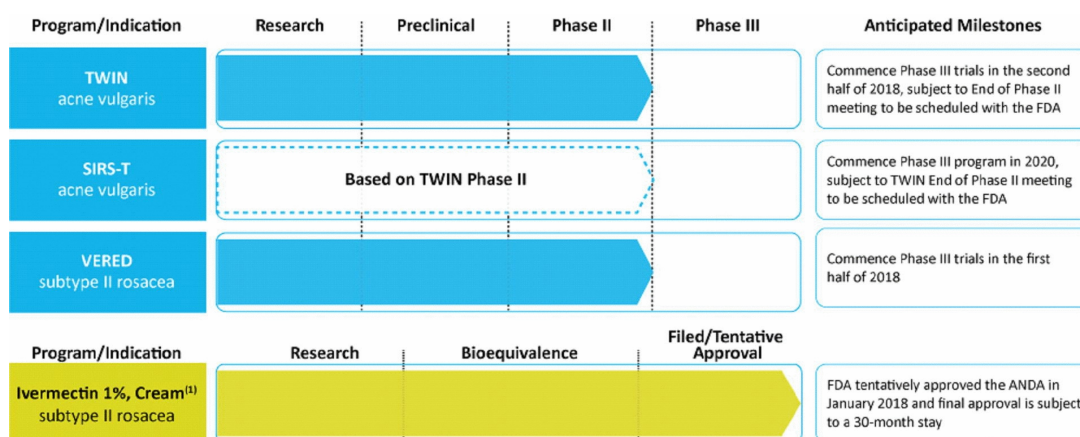 Program/Indication Research Preclinical Phase II Phase III Anticipated Milestones
TWIN
acne vulgaris
Commence Phase III trials in the second
half of 2018, subject to End of Phase II
meeting to be scheduled with the FDA
SIRS-T
acne vulgaris
Based on TWIN Phase II
Commence Phase III program in 2020,
subject to TWIN End of Phase II meeting
to be scheduled with the FDA
VERED
subtype II rosacea
Commence Phase III trials in the first
half of 2018
Program/Indication Research Bioequivalence Filed/Tentative
Approval
Ivermectin 1%, Cream(1)
subtype II rosacea
FDA tentatively approved the ANDA in
January 2018 and final approval is subject
to a 30-month stay